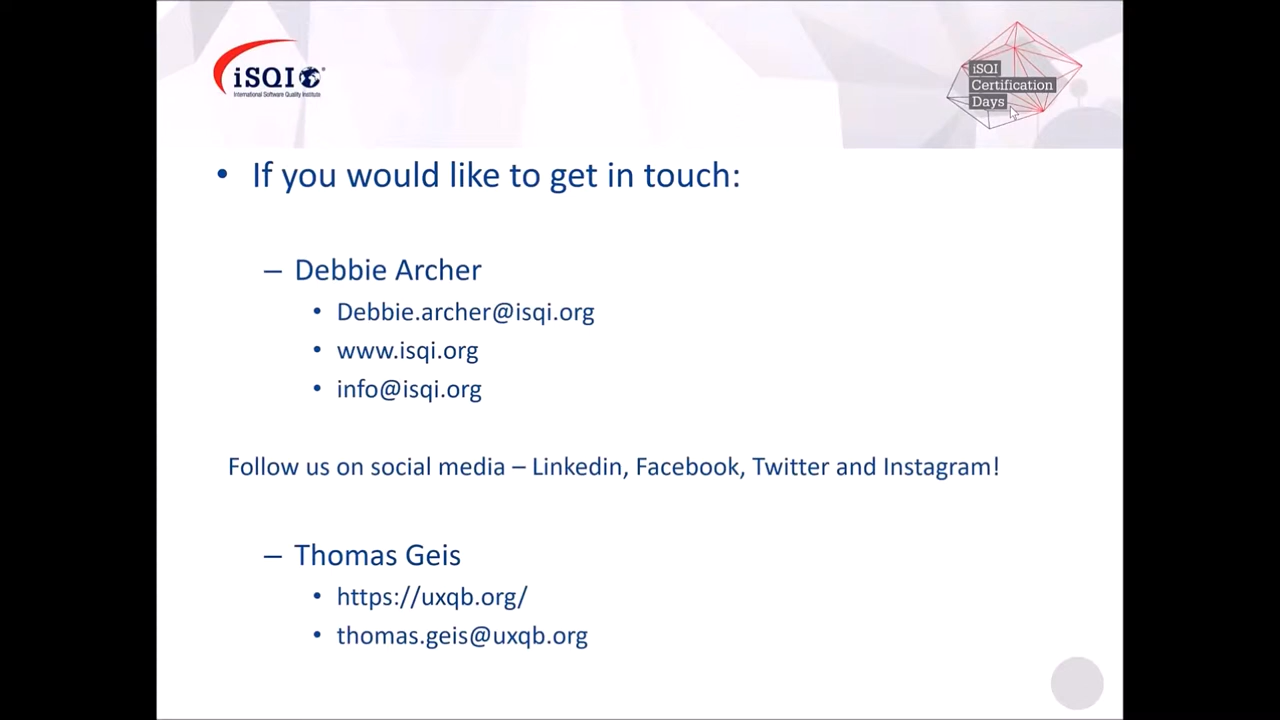 iSQI
International Software Quality Institute
iSQI
Certification
Days
• If you would like to get in touch:
– Debbie Archer
• Debbie.archer@isqi.org
• www.isqi.org
• info@isqi.org
Follow us on social media – Linkedin, Facebook, Twitter and Instagram!
– Thomas Geis
• https://uxqb.org/
• thomas.geis@uxqb.org